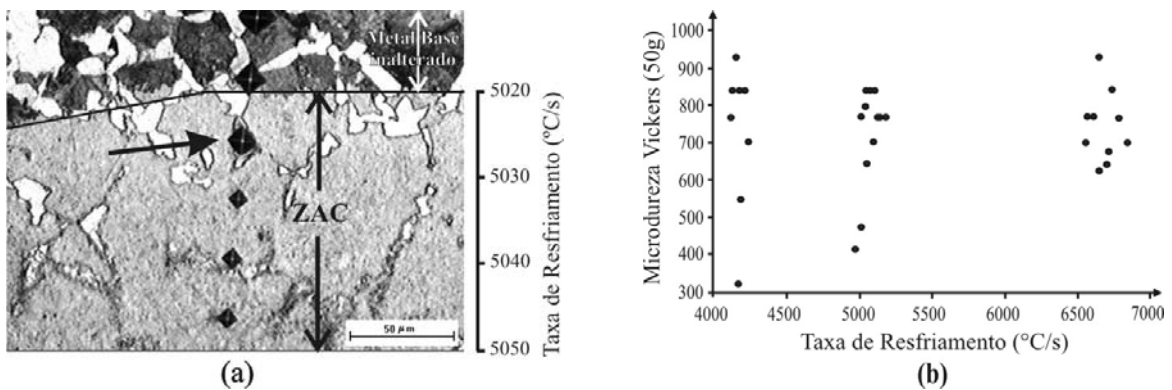 Metal Base
inalterado
ZAC
50 µm
5020
5030
5040
5050
Taxa de Resfriamento (°C/s)
(a)
Microdureza Vickers (50g)
1000
900
800
700
600
500
400
300
4000
4500
5000
5500
6000
6500
7000
Taxa de Resfriamento (°C/s)
(b)